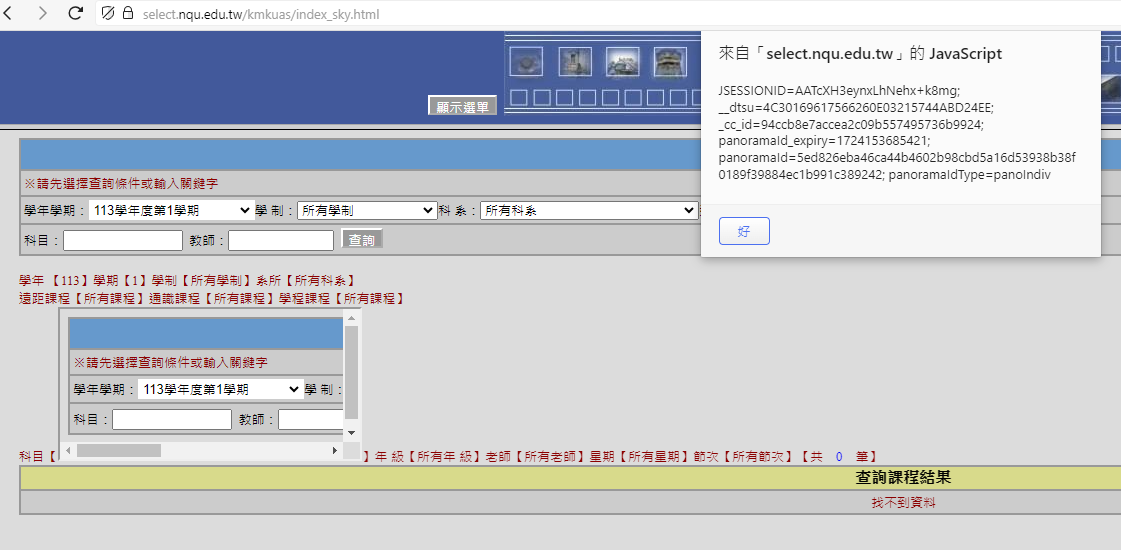 select.nqu.edu.tw/kmkuas/index_sky.html
顯示選單
來自「select.nqu.edu.tw」的 JavaScript
JSESSIONID=AATcXH3eynxLhNehx+k8mg;
__dtsu=4C30169617566260E03215744ABD24EE;
_cc_id=94ccb8e7accea2c09b557495736b9924;
panoramaId_expiry=1724153685421;
panoramaId=5ed826eba46ca44b4602b98cbd5a16d53938b38f
0189f39884ec1b991c389242; panoramaIdType=panoIndiv
好
※請先選擇查詢條件或輸入關鍵字
學年學期：113學年度第1學期 學 制：所有學制 科 系：所有科系
科目： 教師： 查詢
學年【113】學期【1】學制【所有學制】系所【所有科系】
遠距課程【所有課程】通識課程【所有課程】學程課程【所有課程】
※請先選擇查詢條件或輸入關鍵字
學年學期：113學年度第1學期 學 制：
科目： 教師：
科目【 】年 級【所有年 級】老師【所有老師】星期【所有星期】節次【所有節次】【共 0 筆】
查詢課程結果
找不到資料